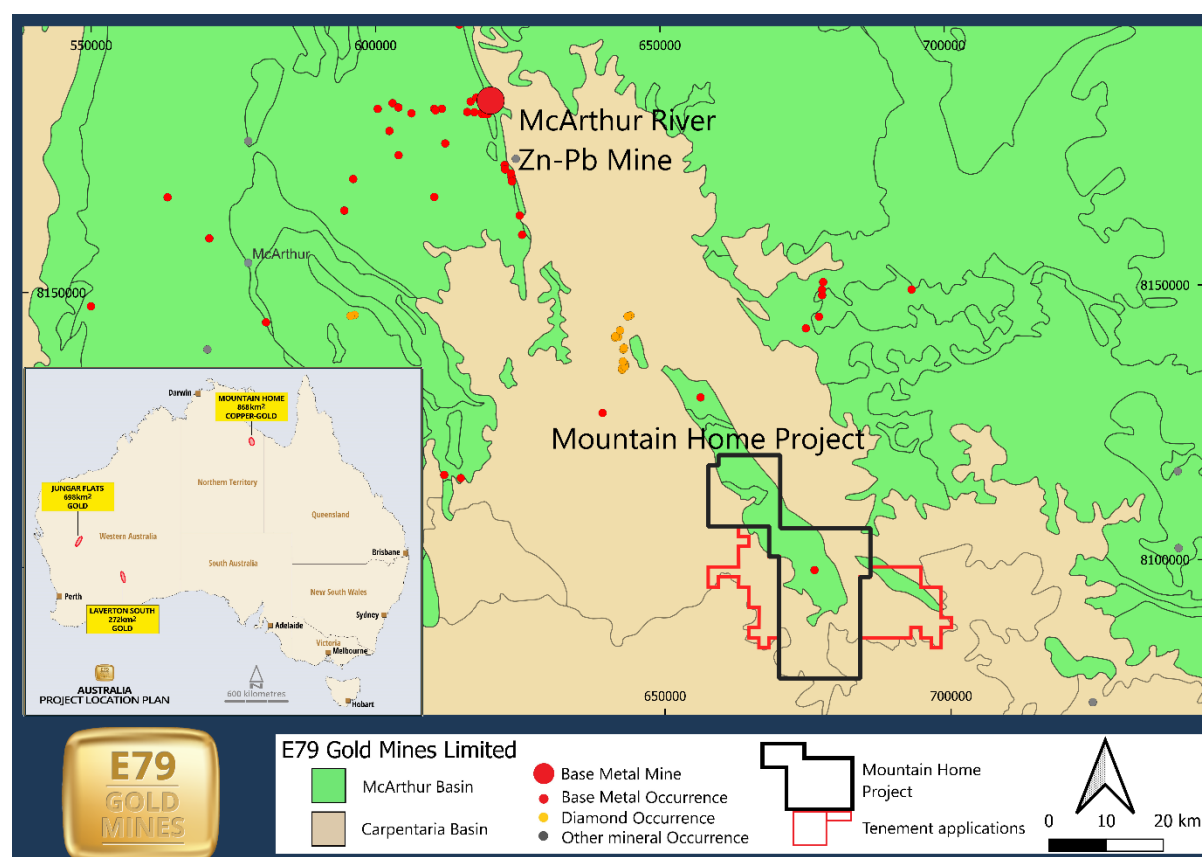 550000
600000
650000
700000
McArthur River
Zn-Pb Mine
McArthur
8150000
8150000
Mountain Home Project
8100000
650000
700000
Darwin
MOUNTAIN HOME
868km²
COPPER-GOLD
Northern Territory
JUNGAR FLATS
698km²
GOLD
Queensland
Western Australia
Brisbane
South Australia
New South Wales
Perth
Sydney
LAVERTON SOUTH
272km²
GOLD
Adelaide
Victoria
Melbourne
AUSTRALIA
PROJECT LOCATION PLAN
N
600 kilometres
Hobart
E79
GOLD
MINES
E79 Gold Mines Limited
McArthur Basin
Carpentaria Basin
Base Metal Mine
Base Metal Occurrence
Diamond Occurrence
Other mineral Occurrence
Mountain Home
Project
Tenement applications
0 10 20 km